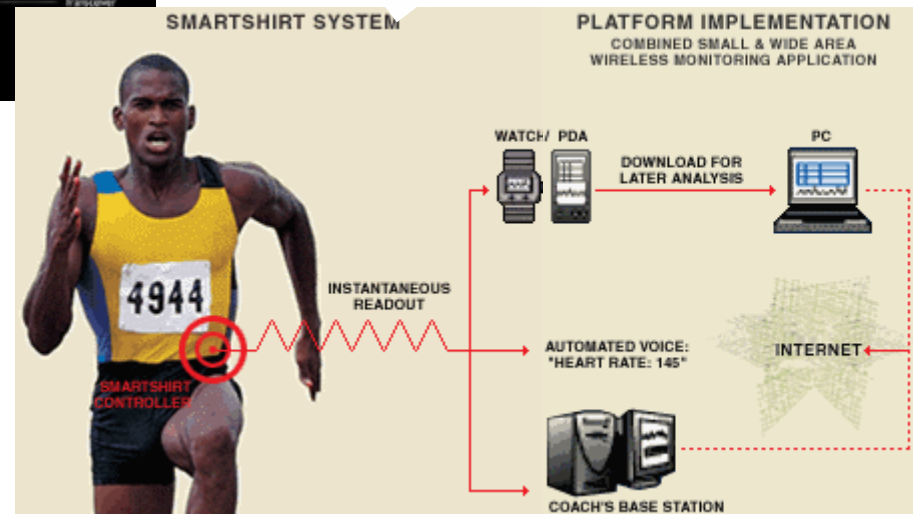 Transceiver
SMARTSHIRT SYSTEM
PLATFORM IMPLEMENTATION
COMBINED SMALL & WIDE AREA
WIRELESS MONITORING APPLICATION
WATCH/ PDA
PC
DOWNLOAD FOR
LATER ANALYSIS
4944
INSTANTANEOUS
READOUT
AUTOMATED VOICE:
"HEART RATE: 145"
INTERNET
SMARTSHIRT
CONTROLLER
COACH'S BASE STATION